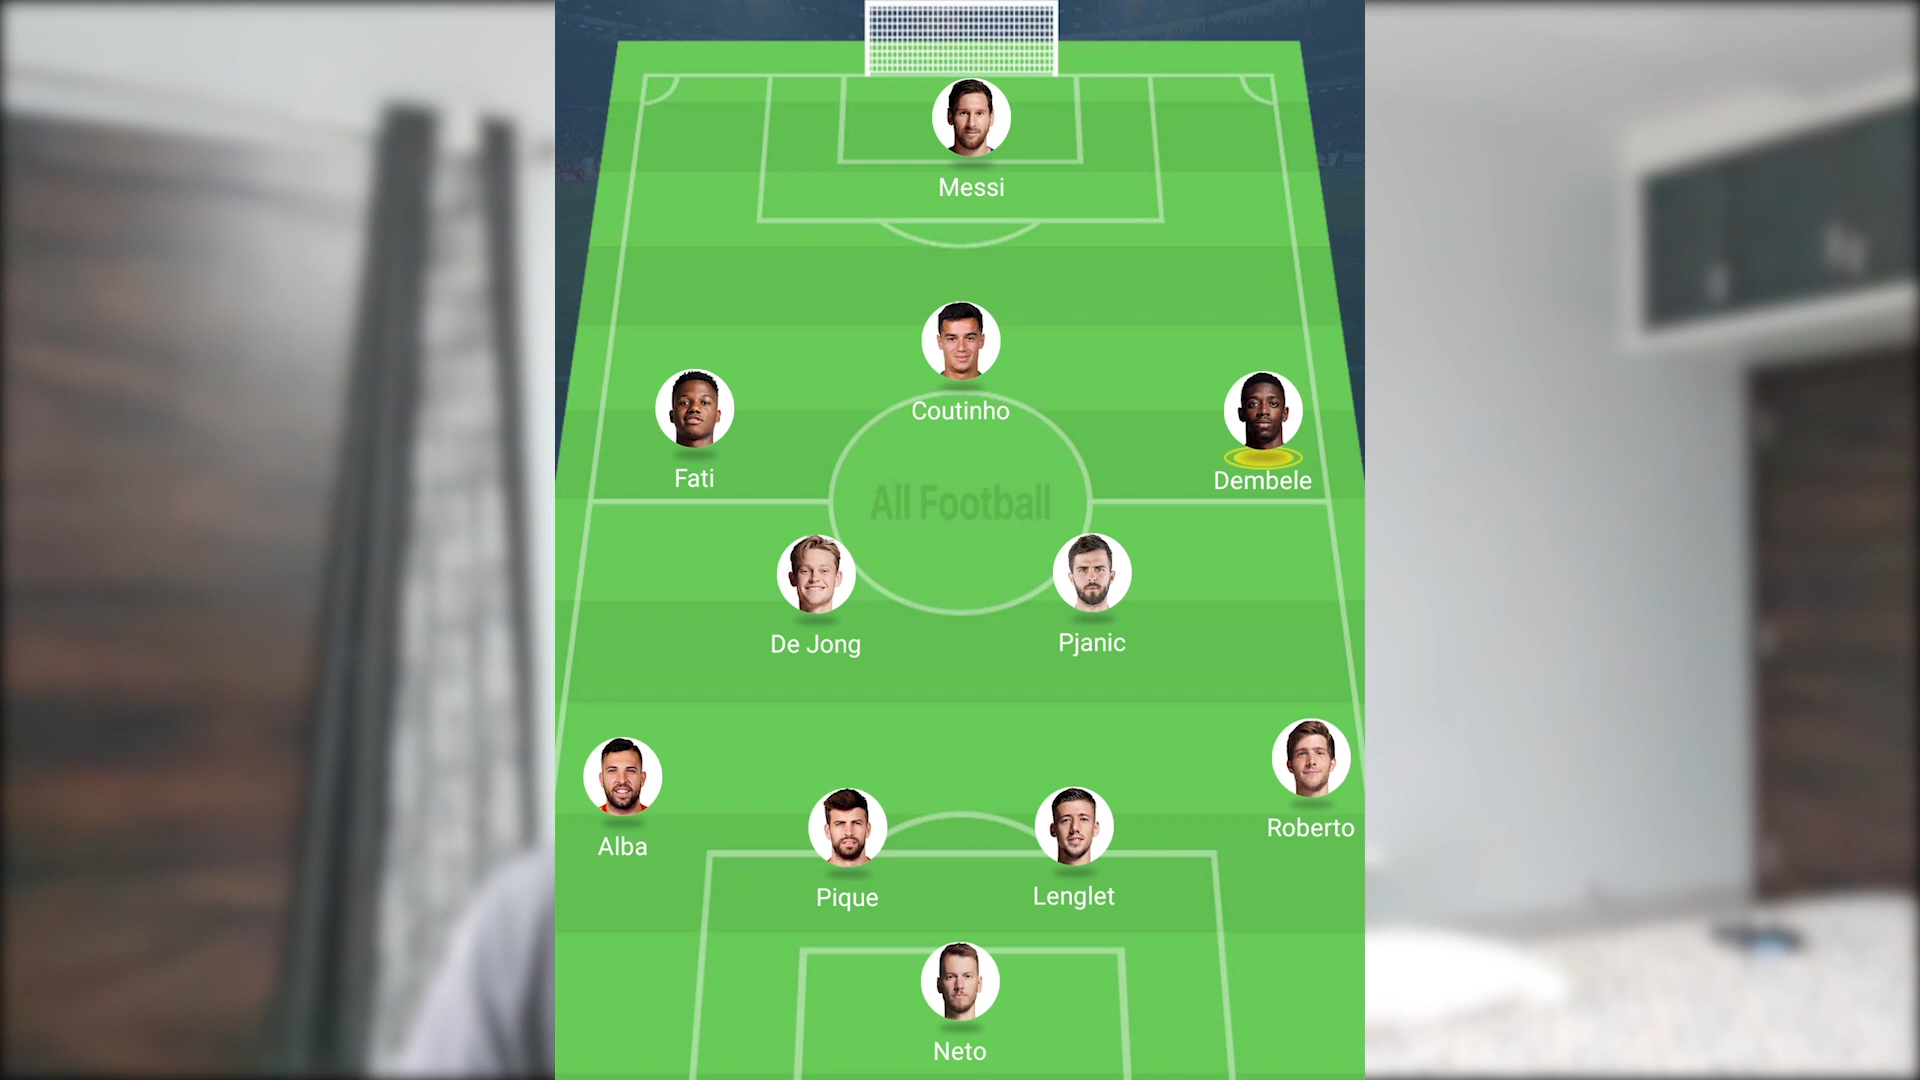 Messi
Coutinho
Fati
Dembele
All Football
De Jong
Pjanic
Alba
Roberto
Pique
Lenglet
Neto